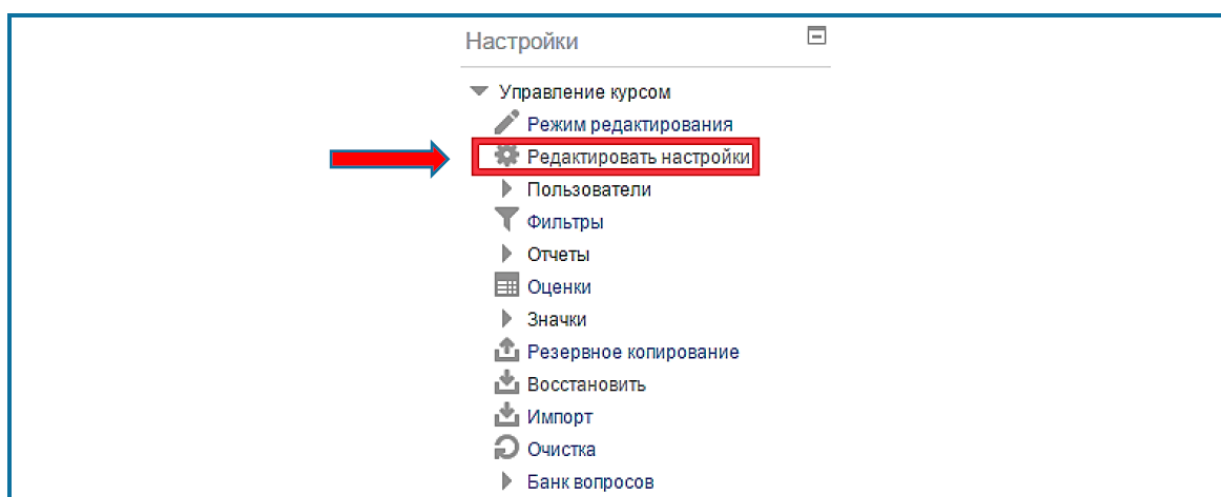 Настройки
Управление курсом
Режим редактирования
Редактировать настройки
Пользователи
Фильтры
Отчеты
Оценки
Значки
Резервное копирование
Восстановить
Импорт
Очистка
Банк вопросов